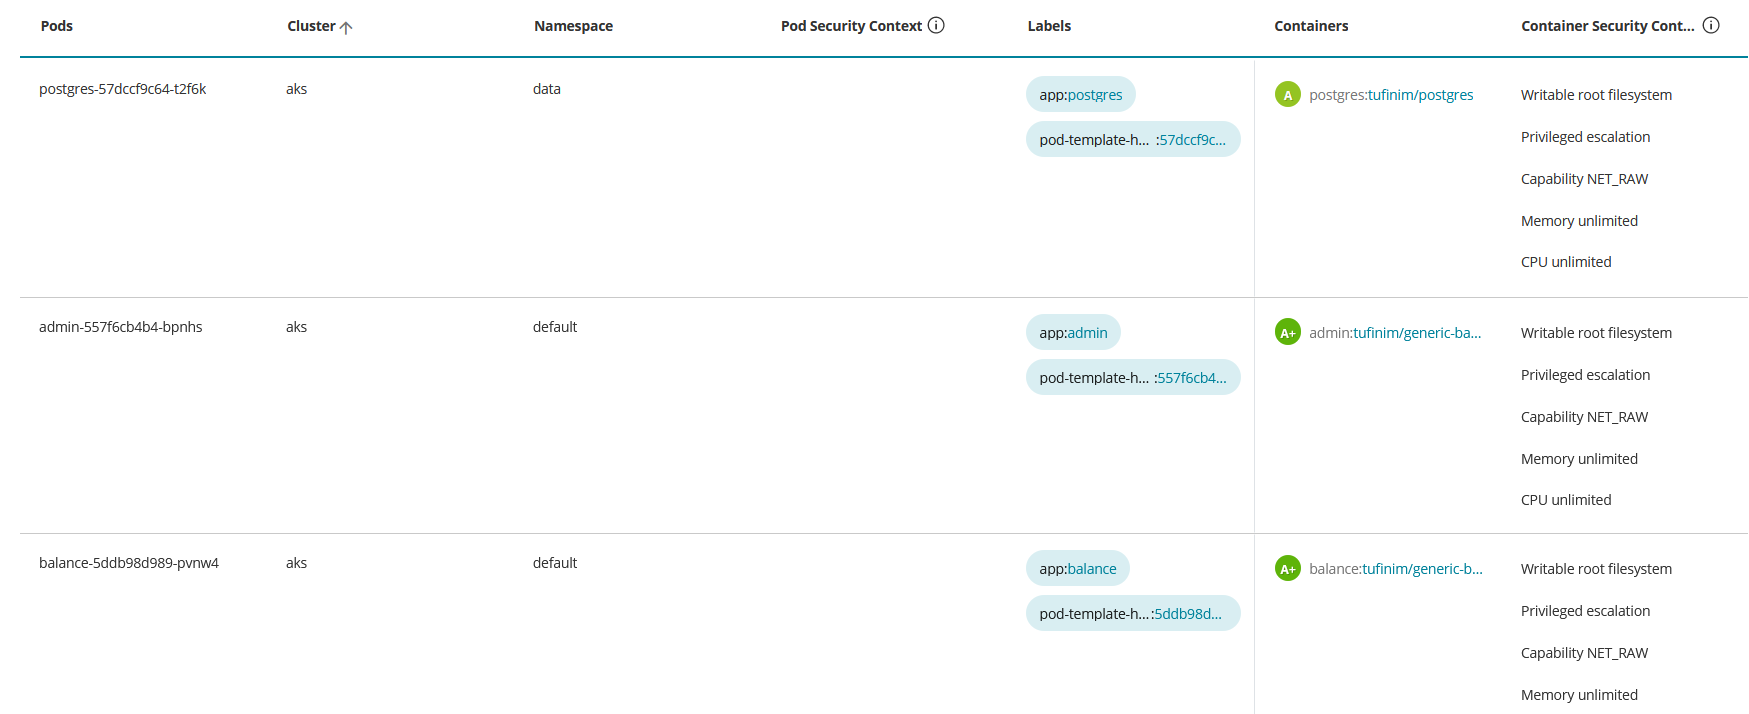 Pods Cluster Namespace Pod Security Context Labels Containers Container Security Cont...
postgres-57dccf9c64-t2f6k aks data app:postgres A postgres:tufinim/postgres Writable root filesystem
pod-template-h... :57dccf9c... Privileged escalation
Capability NET_RAW
Memory unlimited
CPU unlimited
admin-557f6cb4b4-bpnhs aks default app:admin A+ admin:tufinim/generic-ba... Writable root filesystem
pod-template-h... :557f6cb4... Privileged escalation
Capability NET_RAW
Memory unlimited
CPU unlimited
balance-5ddb98d989-pvnw4 aks default app:balance A+ balance:tufinim/generic-b... Writable root filesystem
pod-template-h...:5ddb98d... Privileged escalation
Capability NET_RAW
Memory unlimited